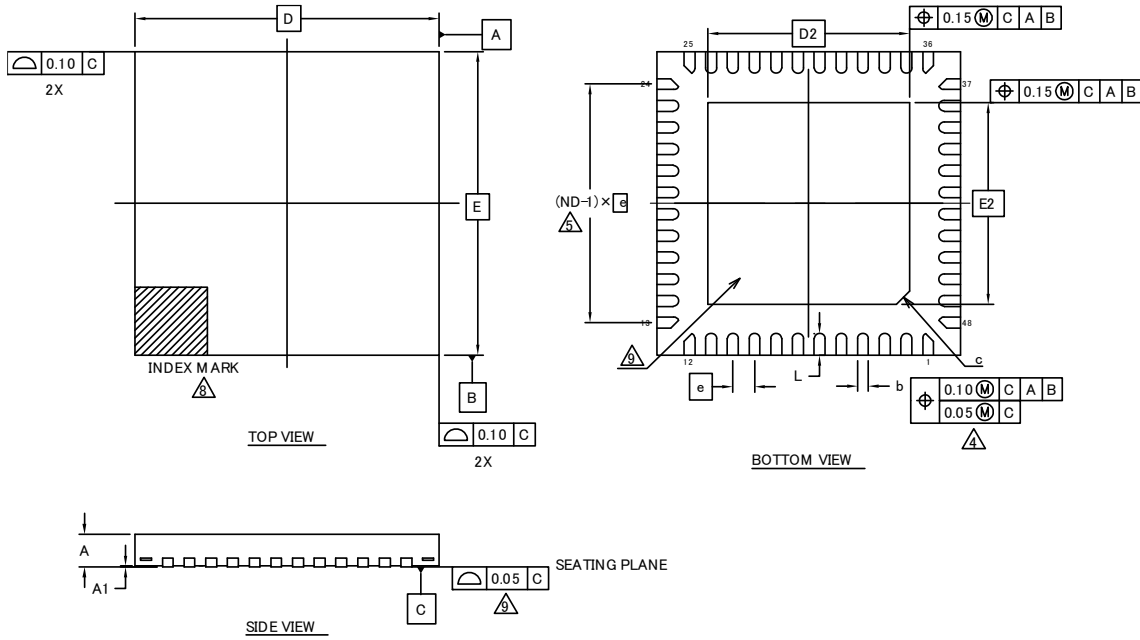 D
A
0.10 C
2X
E
INDEX MARK
8
B
0.10 C
2X
TOP VIEW
0.15 Ⓜ C A B
D2
25
36
24
37
0.15 Ⓜ C A B
(ND-1)× e
5
E2
13
48
9
12
1
c
e
L
b
0.10 Ⓜ C A B
0.05 Ⓜ C
4
BOTTOM VIEW
A
A1
SEATING PLANE
0.05 C
9
C
SIDE VIEW